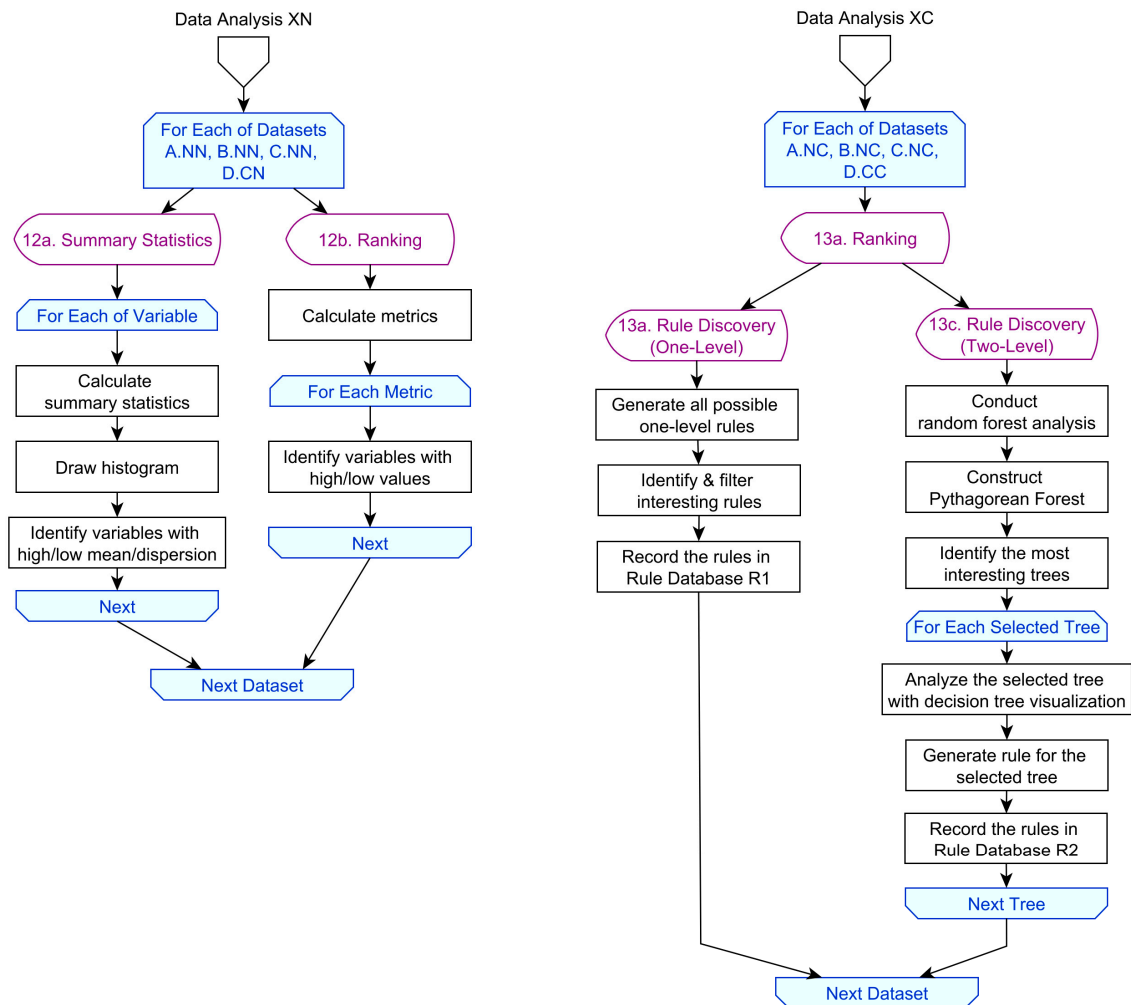 Data Analysis XN
For Each of Datasets
A.NN, B.NN, C.NN,
D.CN
12a. Summary Statistics
For Each of Variable
Calculate
summary statistics
Draw histogram
Identify variables with
high/low mean/dispersion
Next
12b. Ranking
Calculate metrics
For Each Metric
Identify variables with
high/low values
Next
Next Dataset
Data Analysis XC
For Each of Datasets
A.NC, B.NC, C.NC,
D.CC
13a. Ranking
13a. Rule Discovery
(One-Level)
Generate all possible
one-level rules
Identify & filter
interesting rules
Record the rules in
Rule Database R1
13c. Rule Discovery
(Two-Level)
Conduct
random forest analysis
Construct
Pythagorean Forest
Identify the most
interesting trees
For Each Selected Tree
Analyze the selected tree
with decision tree visualization
Generate rule for the
selected tree
Record the rules in
Rule Database R2
Next Tree
Next Dataset